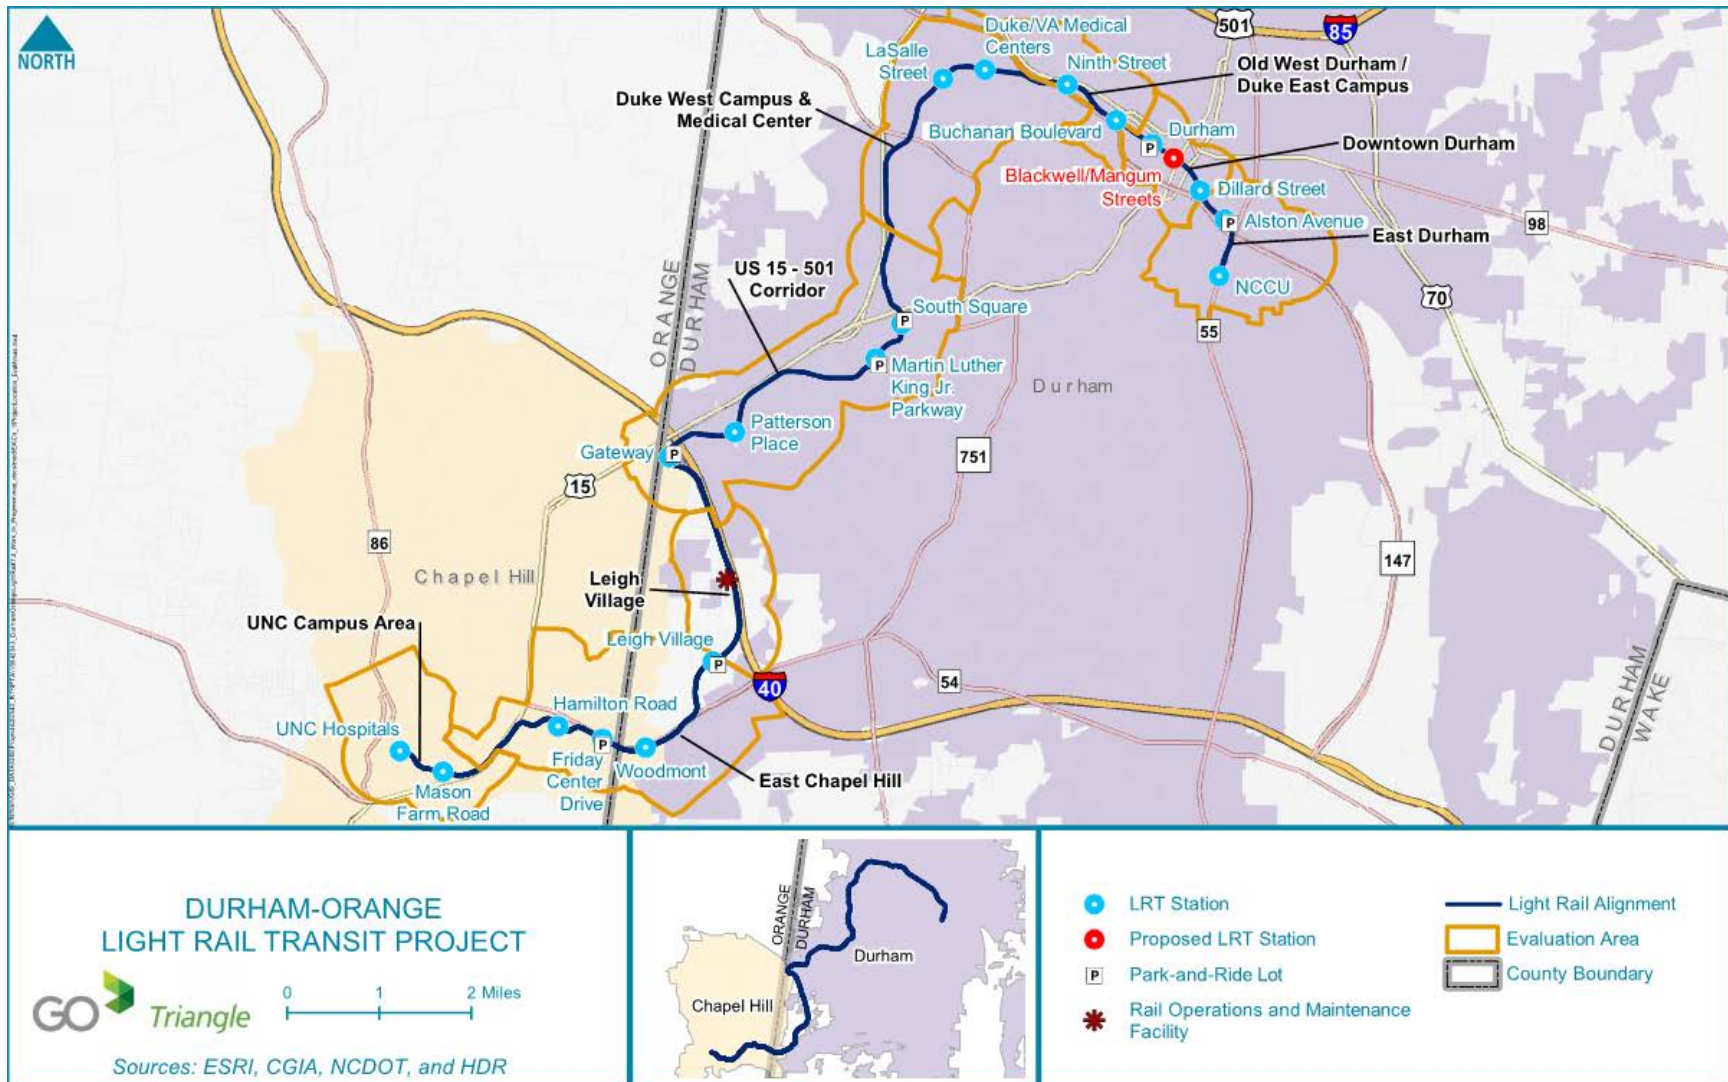 NORTH
Duke/VA Medical
Centers
LaSalle
Street
Ninth Street
501
85
Old West Durham /
Duke East Campus
Duke West Campus &
Medical Center
Buchanan Boulevard
Durham
Downtown Durham
Blackwell/Mangum
Streets
Dillard Street
P
Alston Avenue
P
98
East Durham
NCCU
ORANGE
DURHAM
US 15 - 501
Corridor
South Square
P
70
55
Martin Luther
King Jr.
Parkway
P
Durham
Patterson
Place
Gateway
P
751
15
86
Chapel Hill
Leigh
Village
147
UNC Campus Area
Leigh Village
P
40
54
DURHAM
WAKE
Hamilton Road
UNC Hospitals
P
Friday
Center
Drive
Woodmont
East Chapel Hill
Mason
Farm Road
DURHAM-ORANGE
LIGHT RAIL TRANSIT PROJECT
GO Triangle
0 1 2 Miles
Sources: ESRI, CGIA, NCDOT, and HDR
ORANGE
DURHAM
Durham
Chapel Hill
LRT Station
Proposed LRT Station
P Park-and-Ride Lot
Rail Operations and Maintenance
Facility
Light Rail Alignment
Evaluation Area
County Boundary